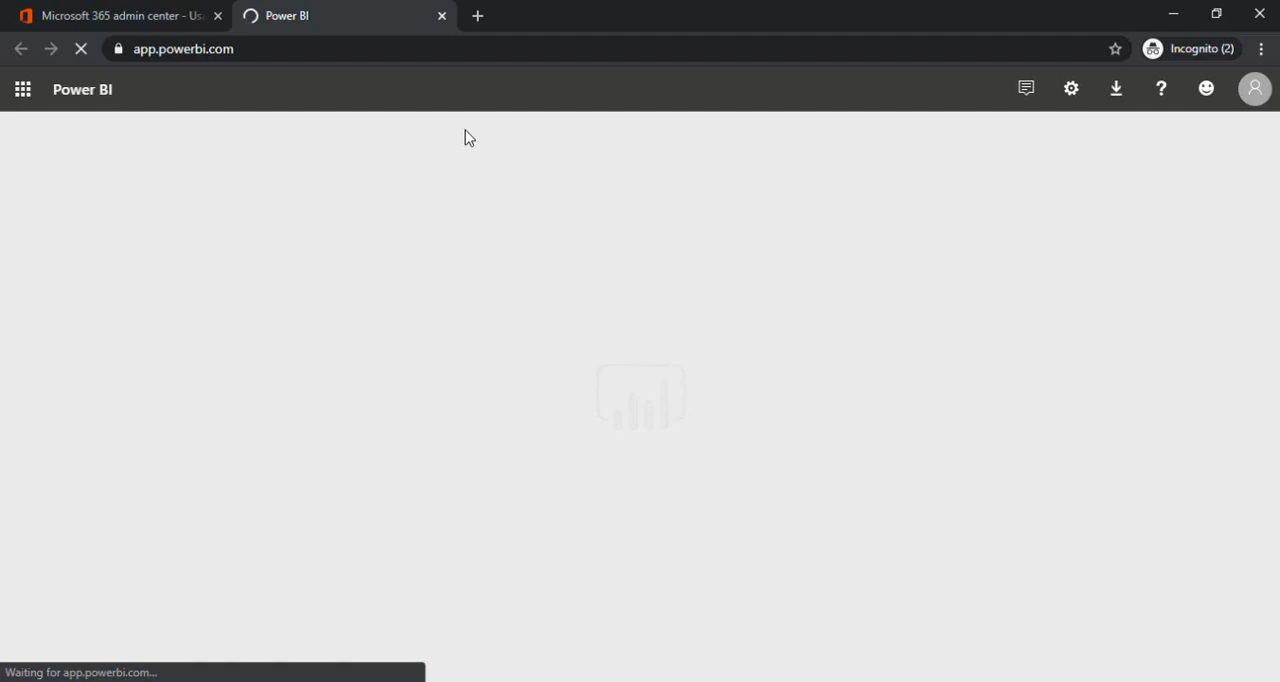 Microsoft 365 admin center - Us
Power BI
app.powerbi.com
Incognito (2)
Power BI
Waiting for app.powerbi.com...